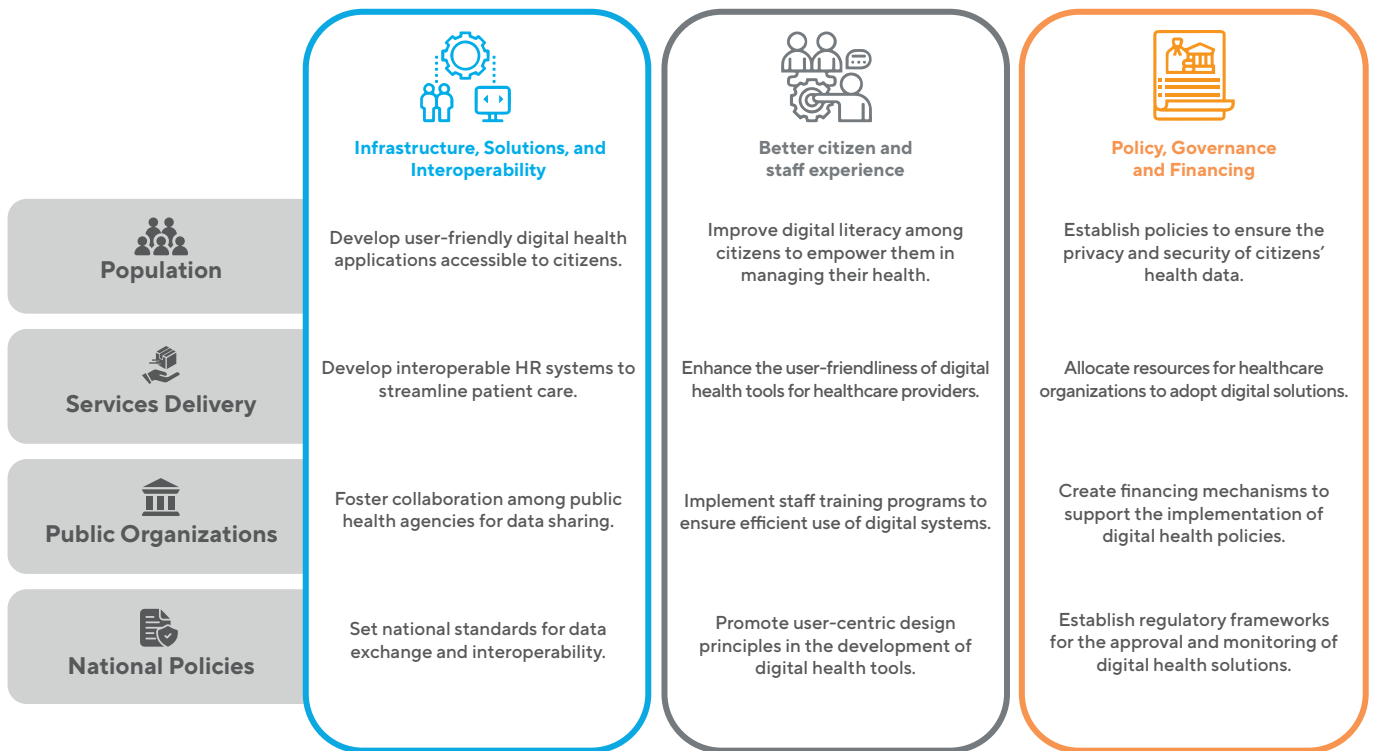 Infrastructure, Solutions, and
Interoperability
Better citizen and
staff experience
Policy, Governance
and Financing
Population
Develop user-friendly digital health
applications accessible to citizens.
Improve digital literacy among
citizens to empower them in
managing their health.
Establish policies to ensure the
privacy and security of citizens’
health data.
Services Delivery
Develop interoperable HR systems to
streamline patient care.
Enhance the user-friendliness of digital
health tools for healthcare providers.
Allocate resources for healthcare
organizations to adopt digital solutions.
Public Organizations
Foster collaboration among public
health agencies for data sharing.
Implement staff training programs to
ensure efficient use of digital systems.
Create financing mechanisms to
support the implementation of
digital health policies.
National Policies
Set national standards for data
exchange and interoperability.
Promote user-centric design
principles in the development of
digital health tools.
Establish regulatory frameworks
for the approval and monitoring of
digital health solutions.